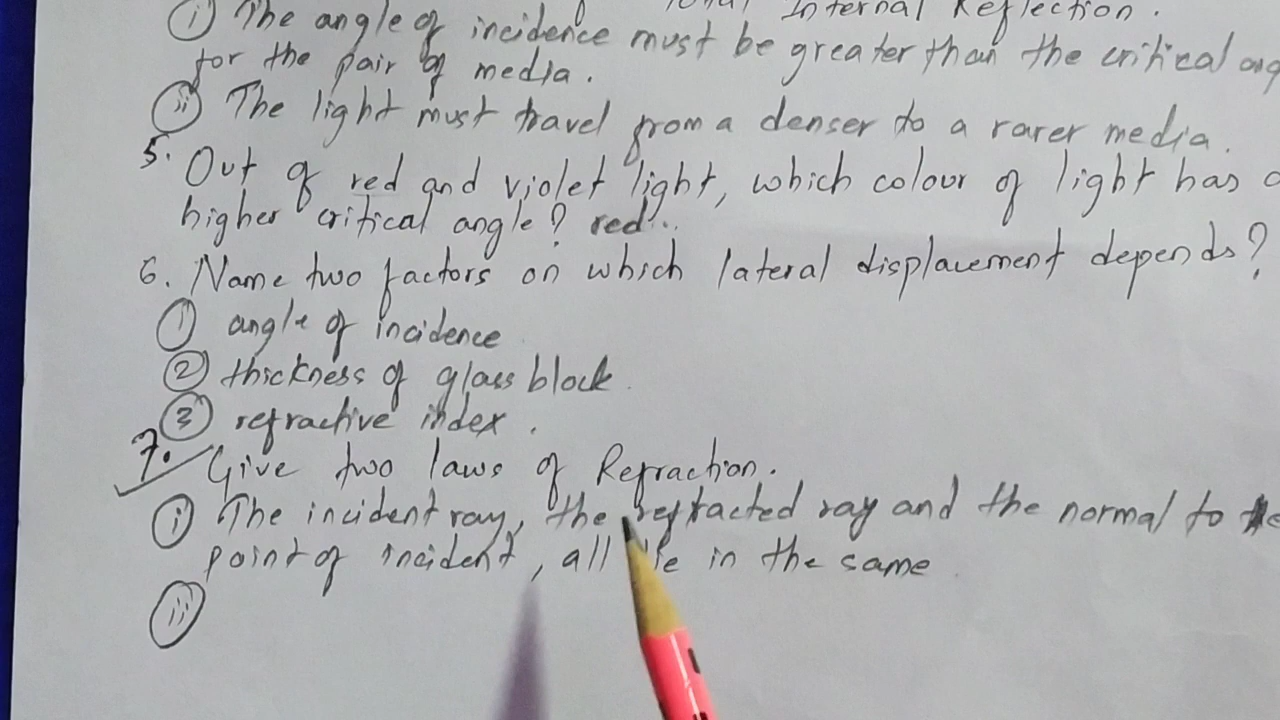 Internal Reflection.
(i) The angle of incidence must be greater than the critical ang
for the pair of media.
(ii) The light must travel from a denser to a rarer media.
5. Out of red and violet light, which colour of light has a
higher critical angle? red..
6. Name two factors on which lateral displacement depends?
(1) angle of incidence
(2) thickness of glass block.
(3) refractive index.
7. Give two laws of Refraction.
(i) The incident ray, the refracted ray and the normal to
point of incident, all lie in the same
(ii)